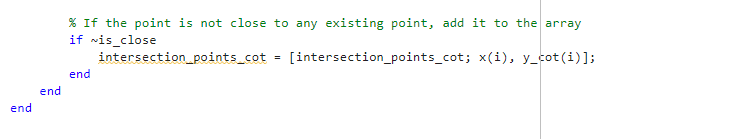 % If the point is not close to any existing point, add it to the array
if ~is_close
intersection_points_cot = [intersection_points_cot; x(i), y_cot(i)];
end
end
end